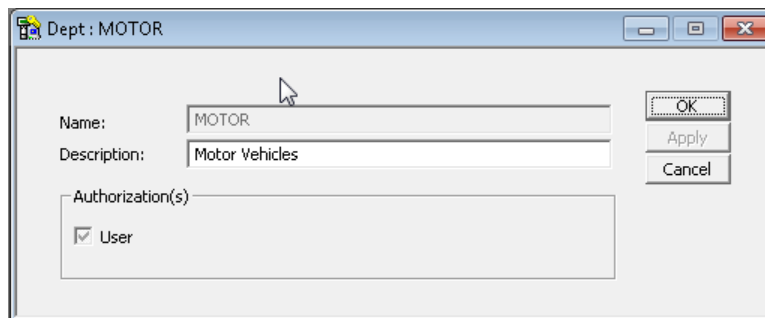 Dept : MOTOR
Name: MOTOR OK
Description: Motor Vehicles Apply
Cancel
Authorization(s)
User